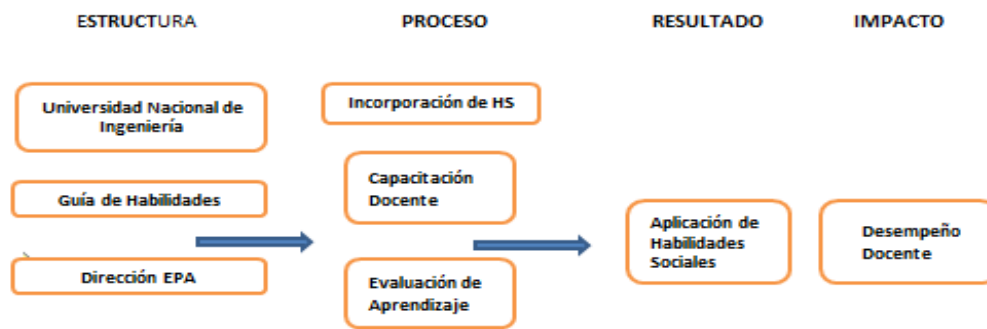 ESTRUCTURA
PROCESO
RESULTADO
IMPACTO
Universidad Nacional de
Ingeniería
Guía de Habilidades
Dirección EPA
Incorporación de HS
Capacitación
Docente
Evaluación de
Aprendizaje
Aplicación de
Habilidades
Sociales
Desempeño
Docente